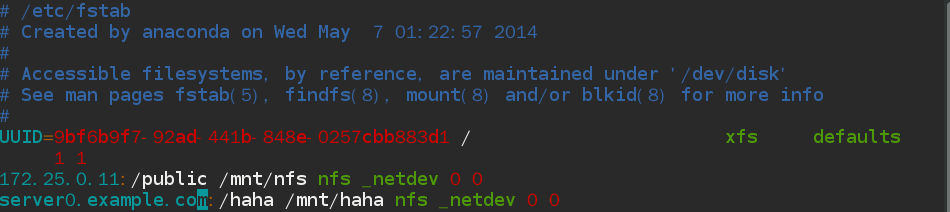 # /etc/fstab
# Created by anaconda on Wed May  7 01:22:57 2014
#
# Accessible filesystems, by reference, are maintained under '/dev/disk'
# See man pages fstab(5), findfs(8), mount(8) and/or blkid(8) for more info
#
UUID=9bf6b9f7-92ad-441b-848e-0257cbb883d1 /                       xfs     defaults
     1 1
172.25.0.11:/public /mnt/nfs nfs _netdev 0 0
server0.example.com:/haha /mnt/haha nfs _netdev 0 0